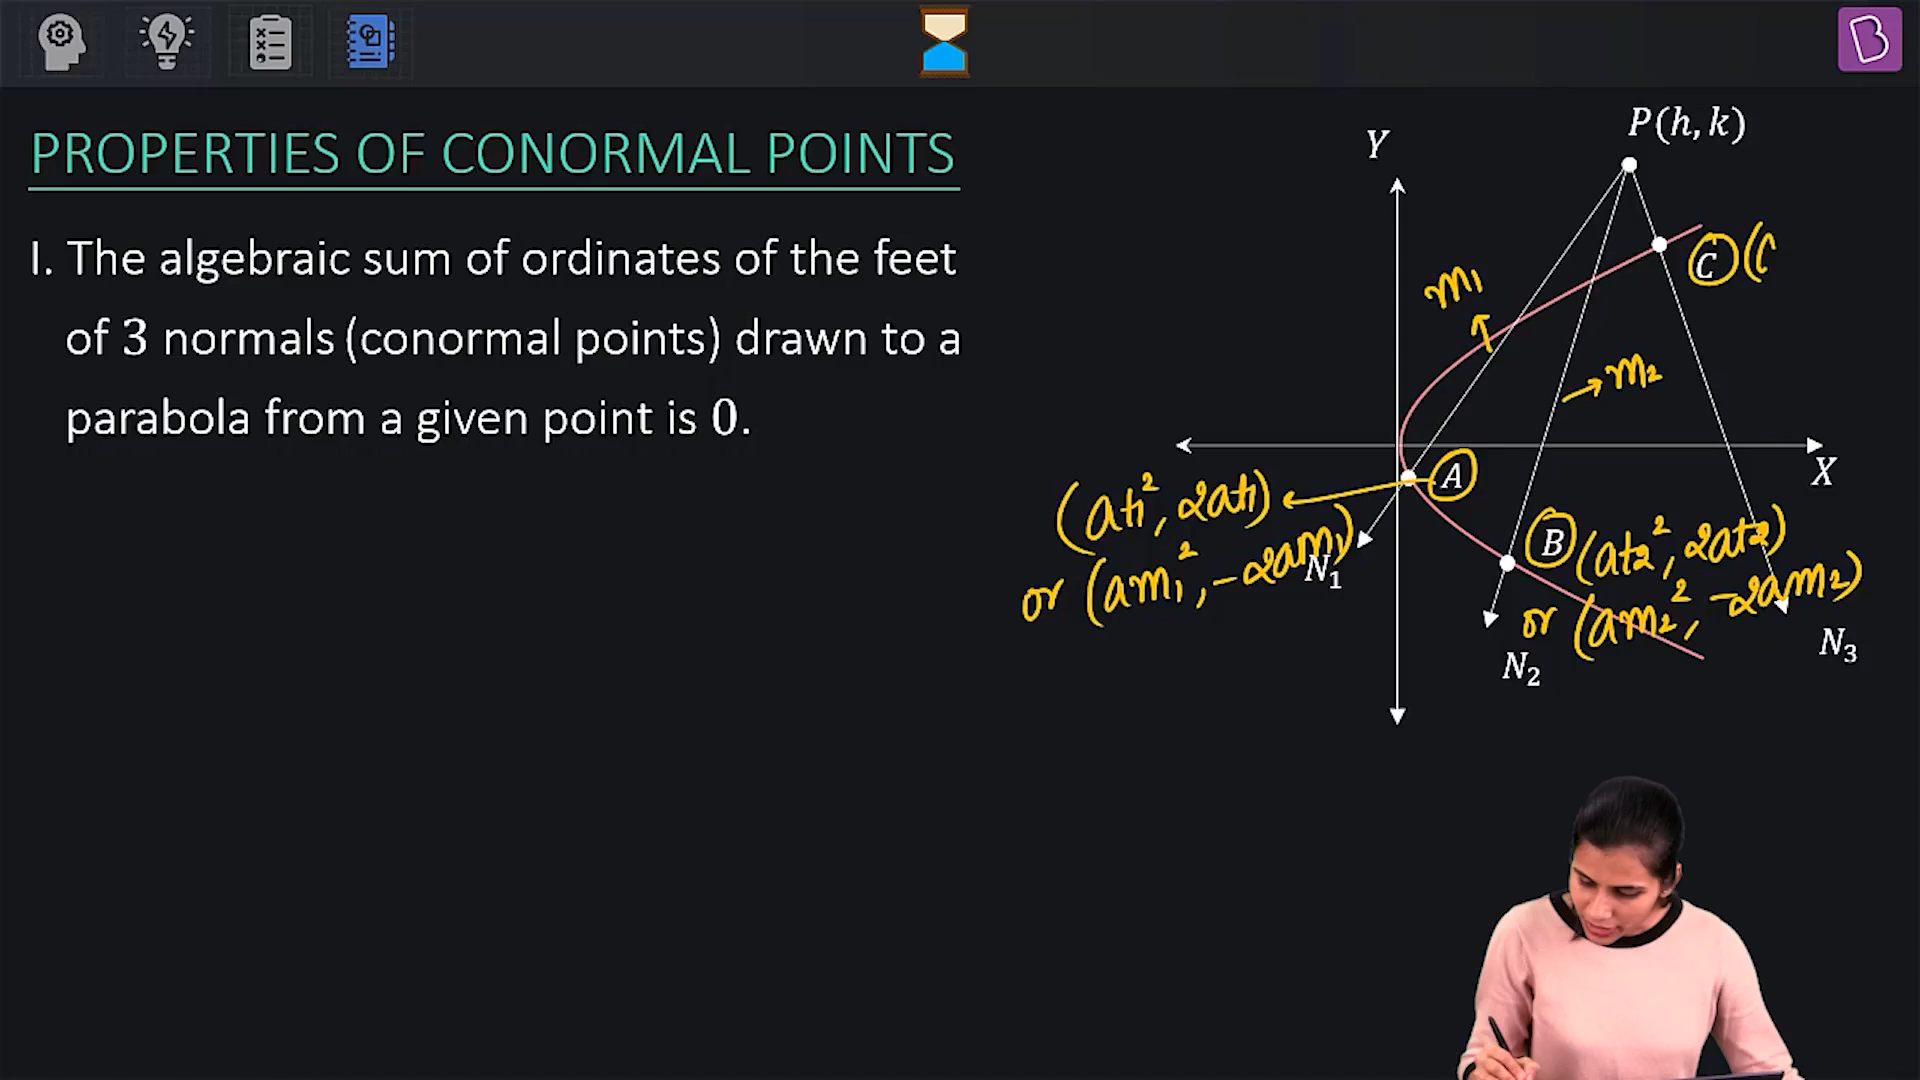 PROPERTIES OF CONORMAL POINTS
I. The algebraic sum of ordinates of the feet
of 3 normals (conormal points) drawn to a
parabola from a given point is 0.
P(h, k)
Y
C (
m₁
m₂
X
A
(at₁², 2at₁)
or (am₁², -2am₁)
N₁
B (at₂², 2at₂)
or (am₂², -2am₂)
N₂
N₃
B